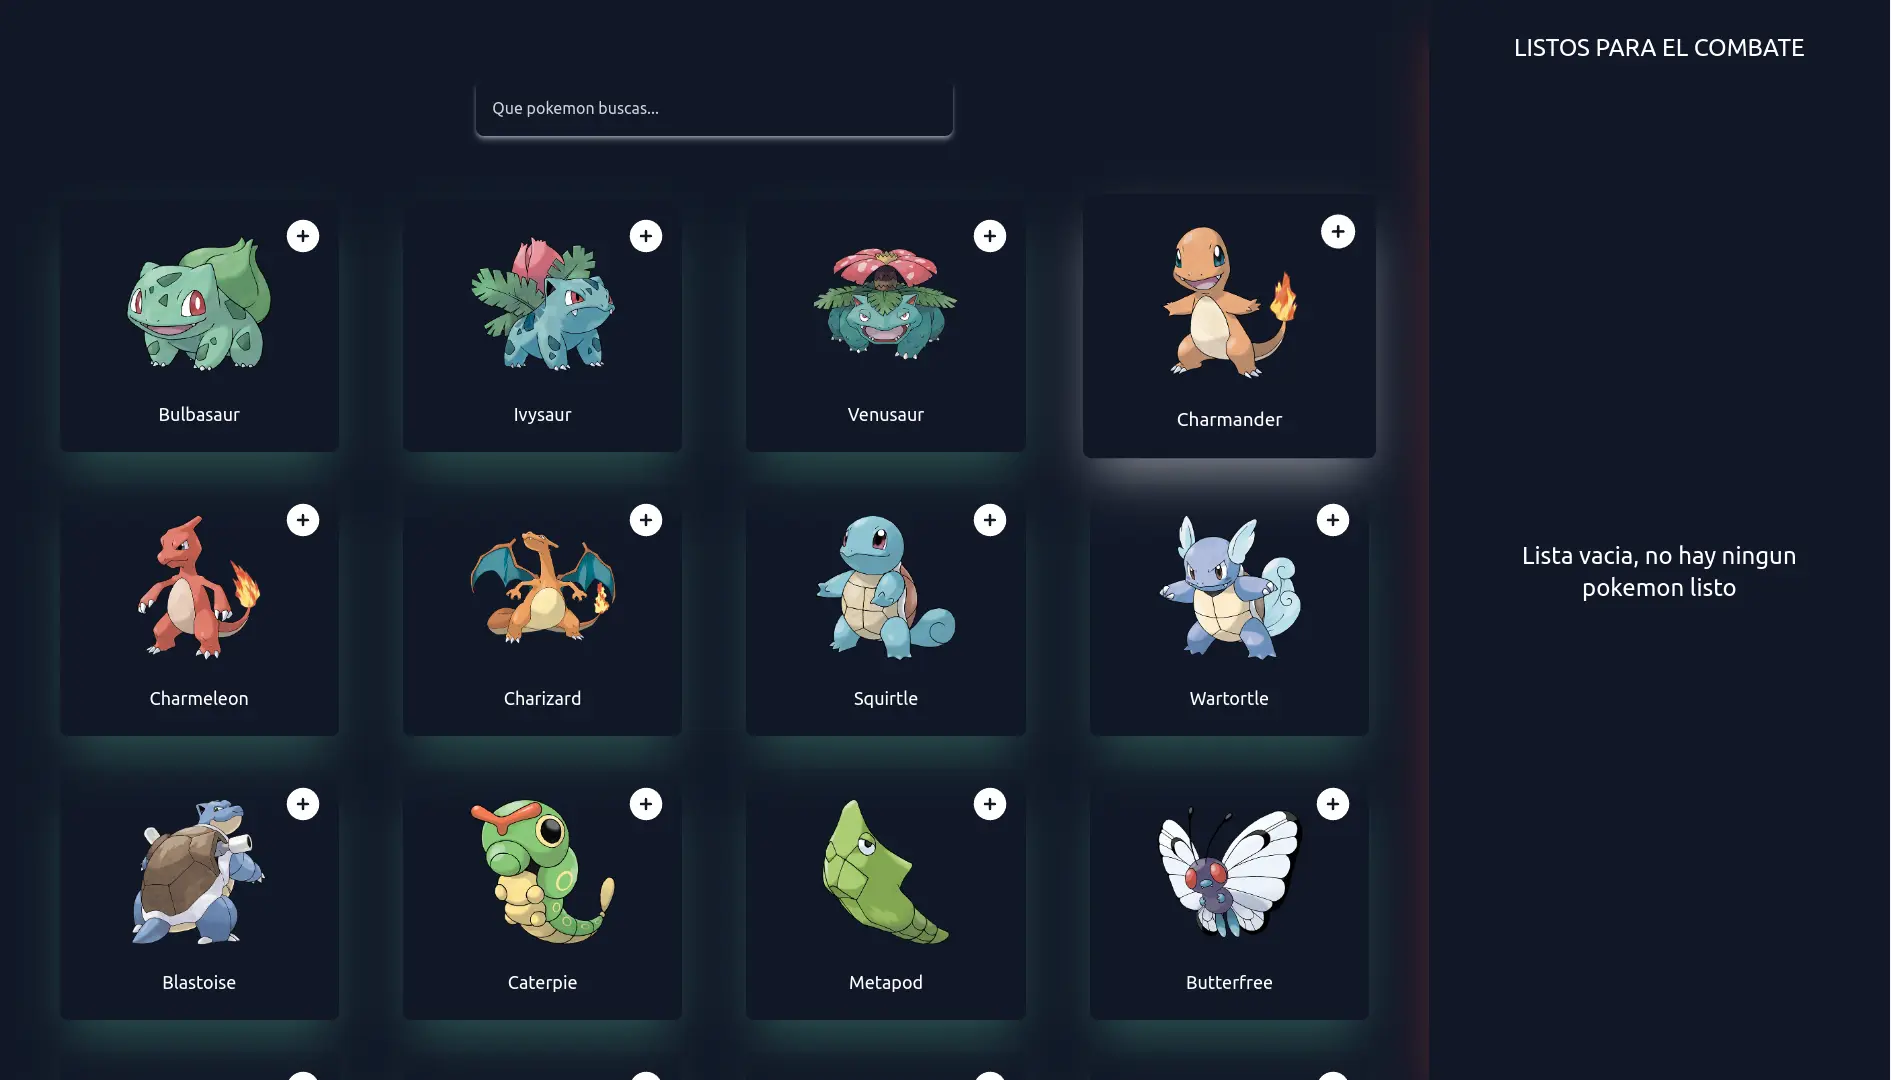 LISTOS PARA EL COMBATE
Que pokemon buscas...
Bulbasaur
Ivysaur
Venusaur
Charmander
Charmeleon
Charizard
Squirtle
Wartortle
Lista vacia, no hay ningun
pokemon listo
Blastoise
Caterpie
Metapod
Butterfree